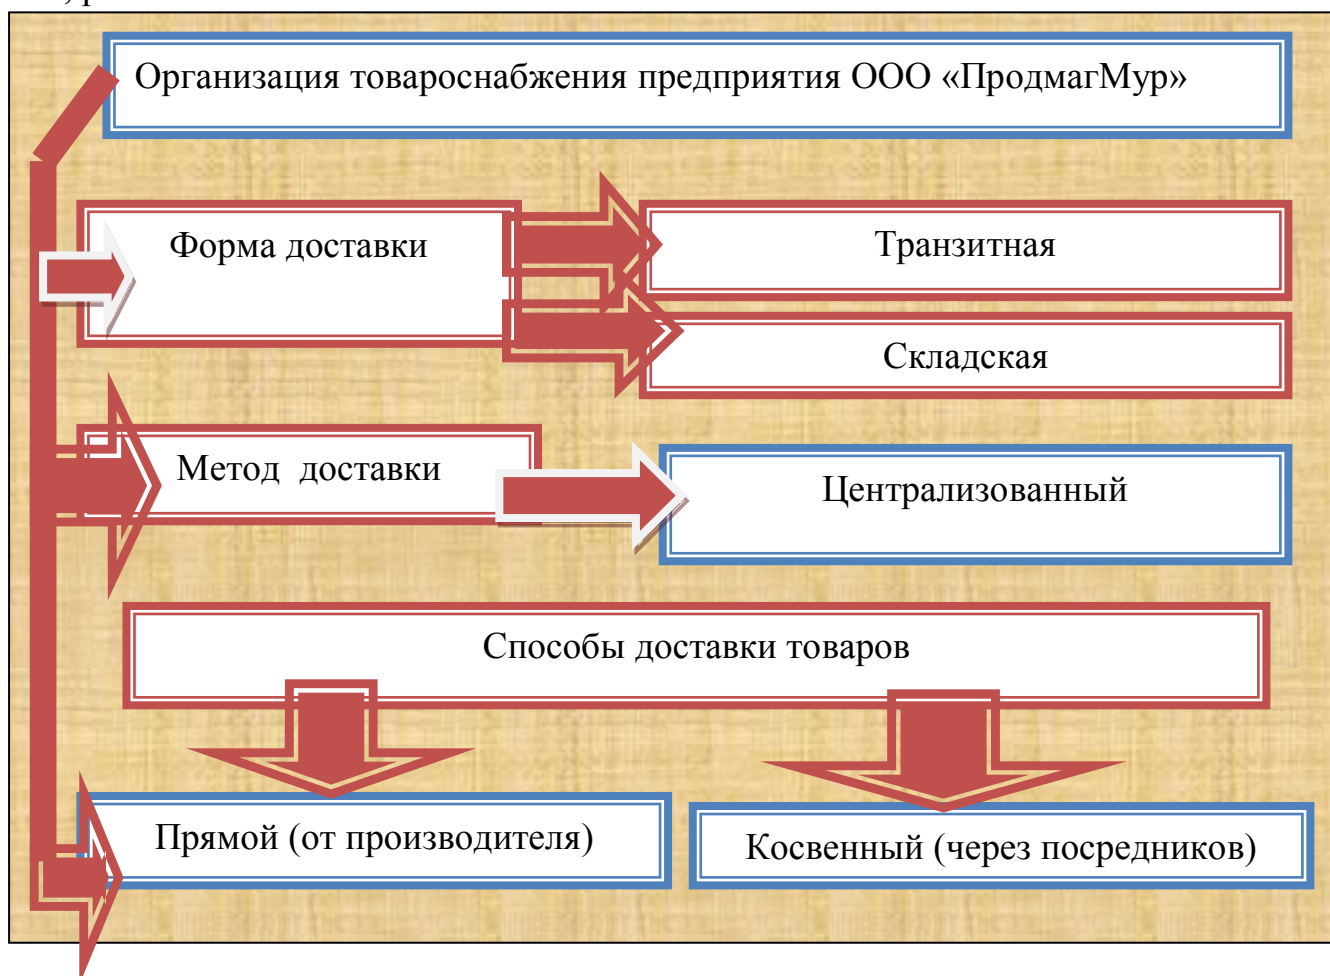 Организация товароснабжения предприятия ООО «ПродмагМур»
Форма доставки
Транзитная
Складская
Метод доставки
Централизованный
Способы доставки товаров
Прямой (от производителя)
Косвенный (через посредников)